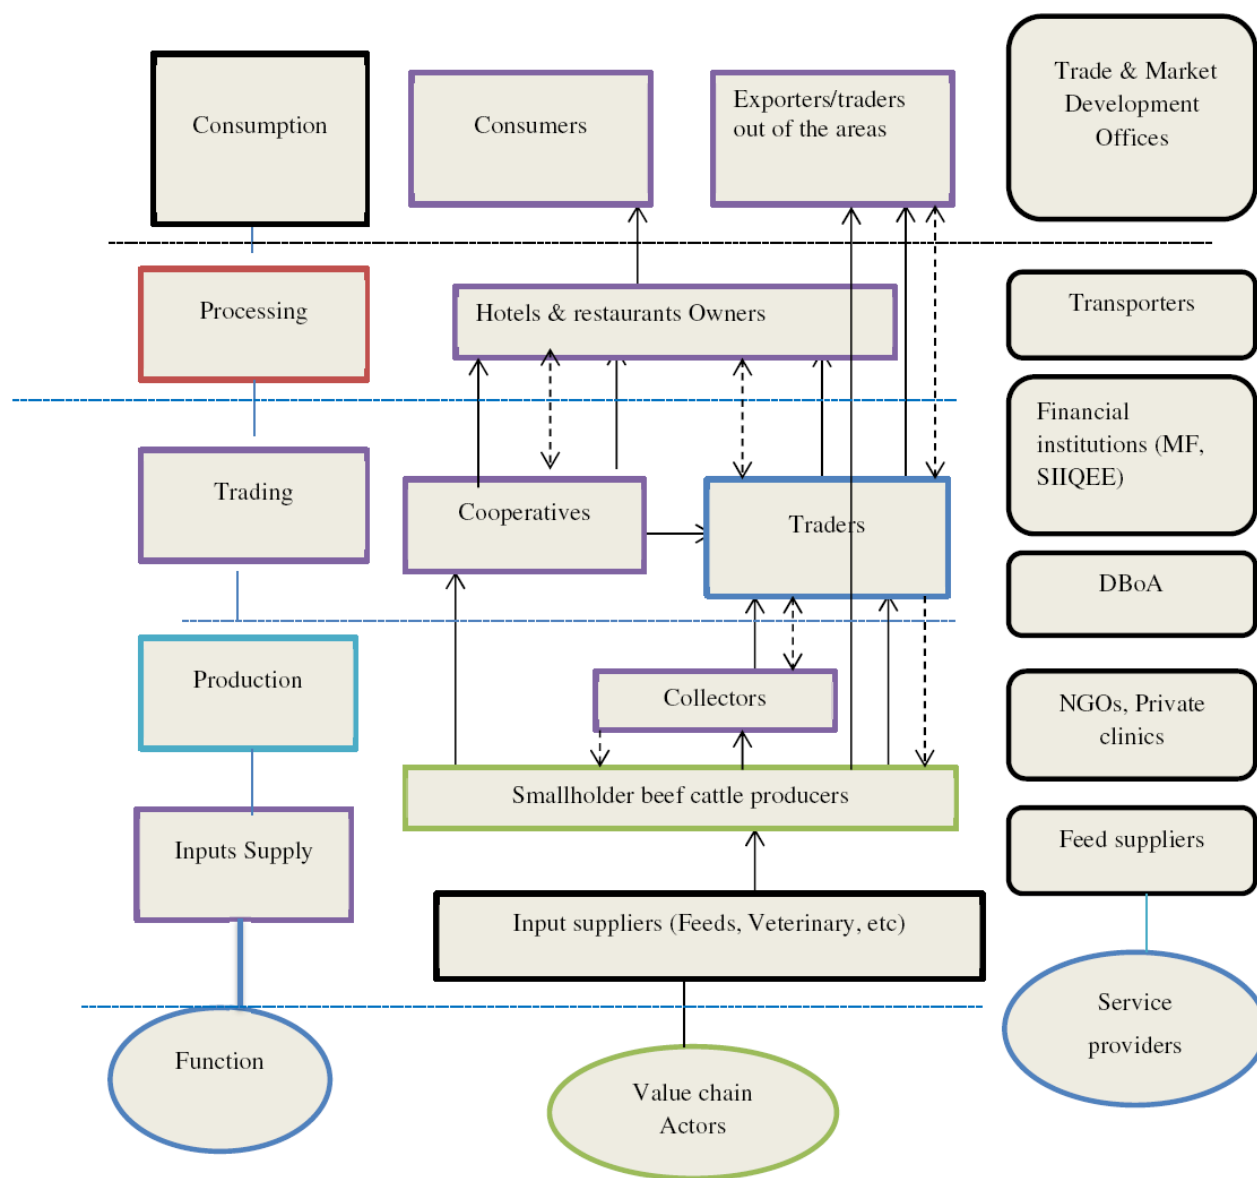 Consumption
Consumers
Exporters/traders
out of the areas
Trade & Market
Development
Offices
Processing
Hotels & restaurants Owners
Transporters
Financial
institutions (MF,
SIIQEE)
Trading
Cooperatives
Traders
DBoA
Production
Collectors
NGOs, Private
clinics
Smallholder beef cattle producers
Inputs Supply
Feed suppliers
Input suppliers (Feeds, Veterinary, etc)
Function
Value chain
Actors
Service
providers